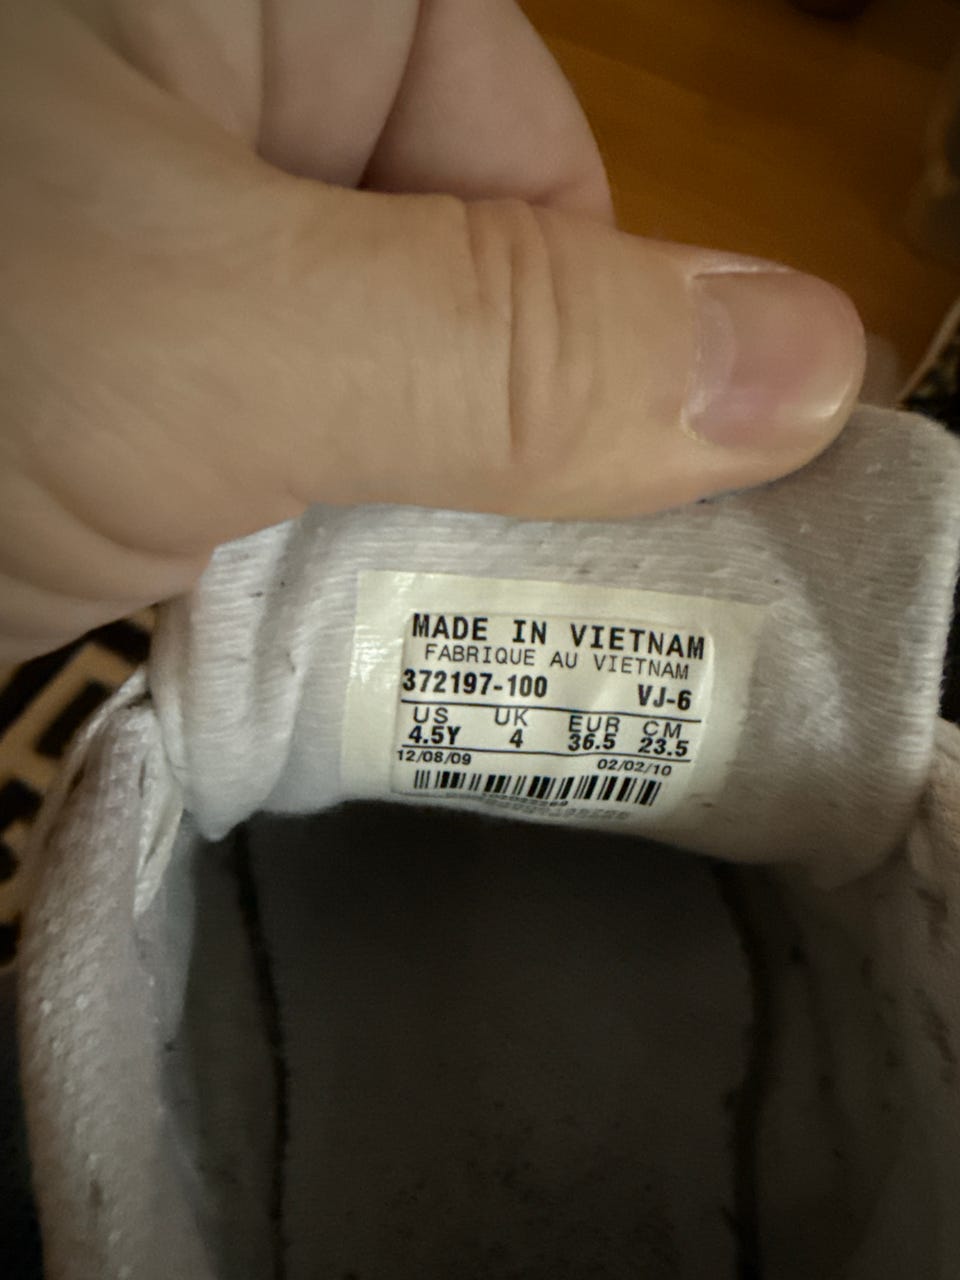 MADE IN VIETNAM
FABRIQUE AU VIETNAM
372197-100 VJ-6
US UK EUR CM
4.5Y 4 36.5 23.5
12/08/09 02/02/10